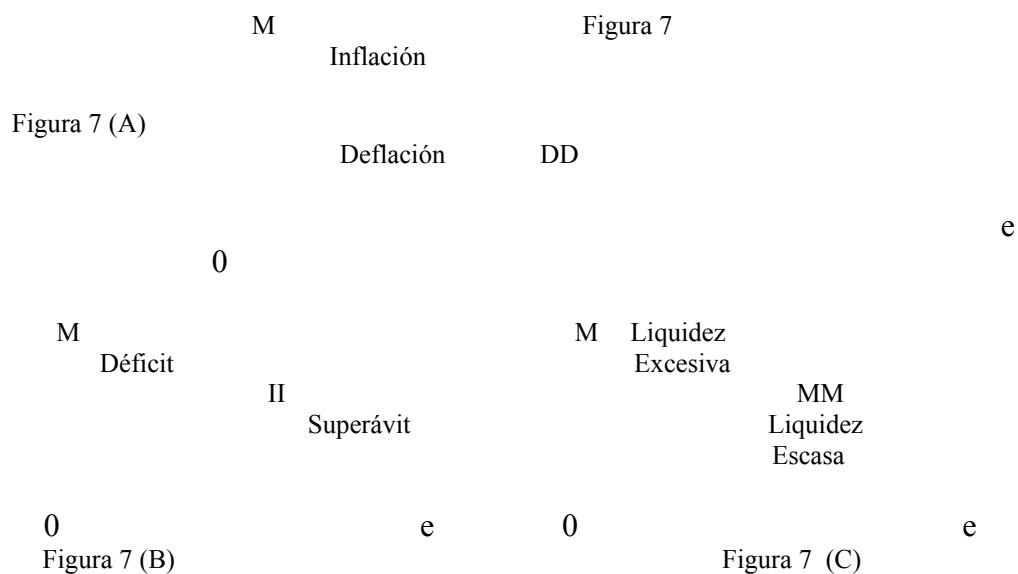 M Figura 7
Inflación
Figura 7 (A)
Deflación DD
e
0
M M Liquidez
Déficit Excesiva
II MM
Superávit Liquidez
Escasa
0 e 0 e
Figura 7 (B) Figura 7 (C)